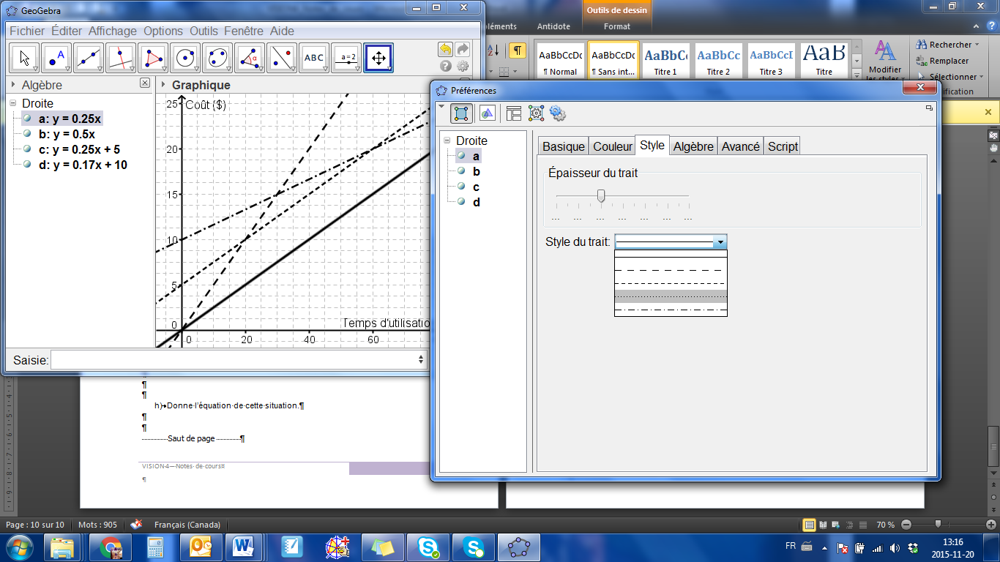 GeoGebra
Fichier Éditer Affichage Options Outils Fenêtre Aide
ABC
a=2
Algèbre
Droite
a: y = 0.25x
b: y = 0.5x
c: y = 0.25x + 5
d: y = 0.17x + 10
Graphique
Coût ($)
25
20
15
10
5
0
Temps d'utilisatio
0 20 40 60
Saisie:
Outils de dessin
Antidote Format
AaBbCcDc AaBbCcDc AaBbC AaBbCc AaBbCcI AaB
¶ Normal ¶ Sans int... Titre 1 Titre 2 Titre 3 Titre
Modifier
les styles
Rechercher
Remplacer
Sélectionner
Préférences
Droite
a
b
c
d
Basique Couleur Style Algèbre Avancé Script
Épaisseur du trait
... ... ... ... ... ... ...
Style du trait:
¶
¶
h)•Donne·l'équation·de·cette·situation.¶
¶
¶
Saut de page ¶
VISION·4—Notes·de·cours¤
¶
Page : 10 sur 10 Mots : 905 Français (Canada) 70 %
FR 13:16
2015-11-20